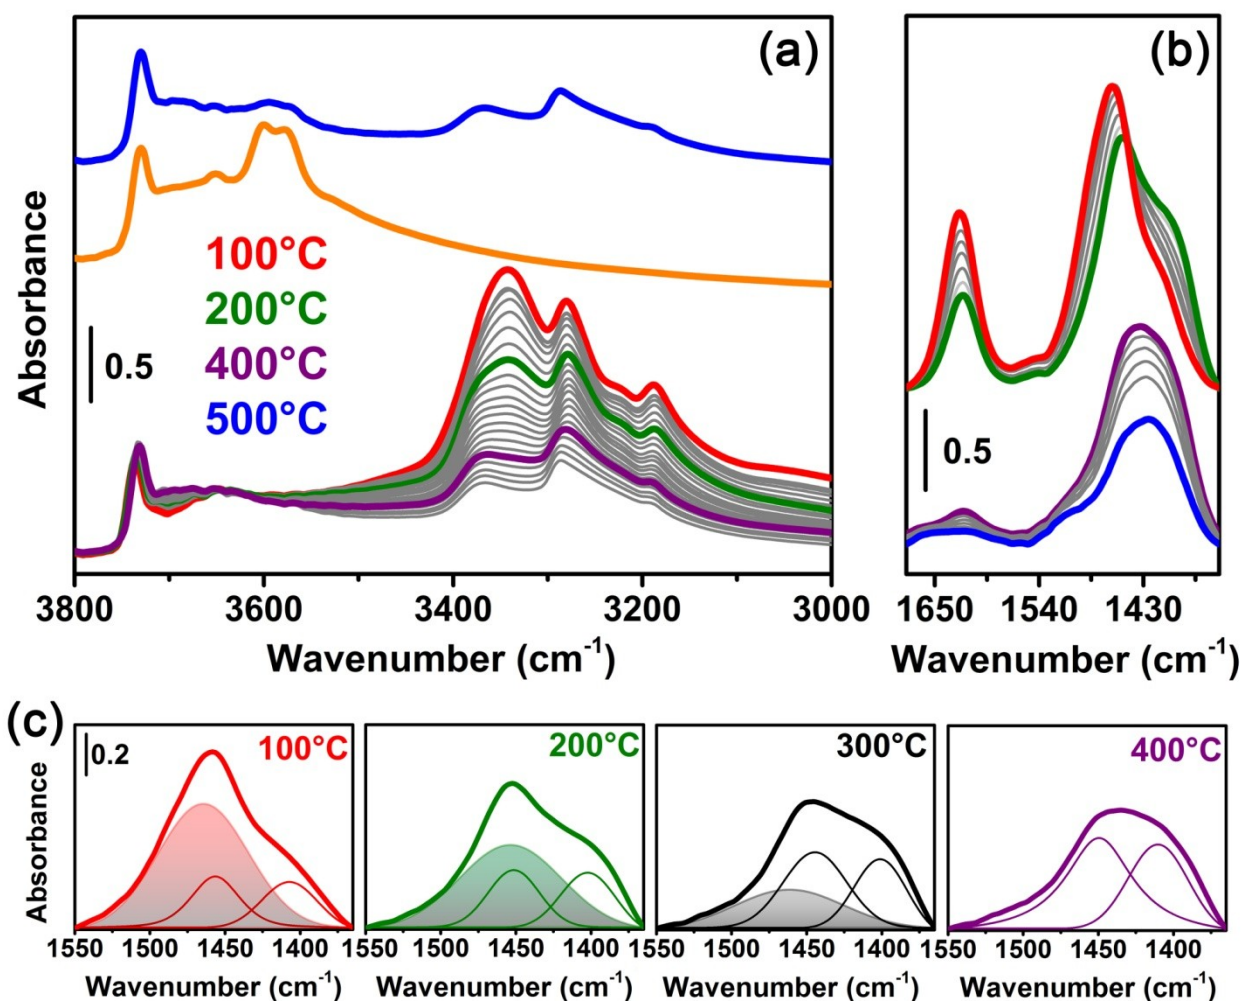 (a)
(b)
Absorbance
100°C
200°C
400°C
500°C
0.5
0.5
3800 3600 3400 3200 3000
1650 1540 1430
Wavenumber (cm-1)
Wavenumber (cm-1)
(c)
0.2
100°C
200°C
300°C
400°C
Absorbance
1550 1500 1450 1400
1550 1500 1450 1400
1550 1500 1450 1400
1550 1500 1450 1400
Wavenumber (cm-1)
Wavenumber (cm-1)
Wavenumber (cm-1)
Wavenumber (cm-1)